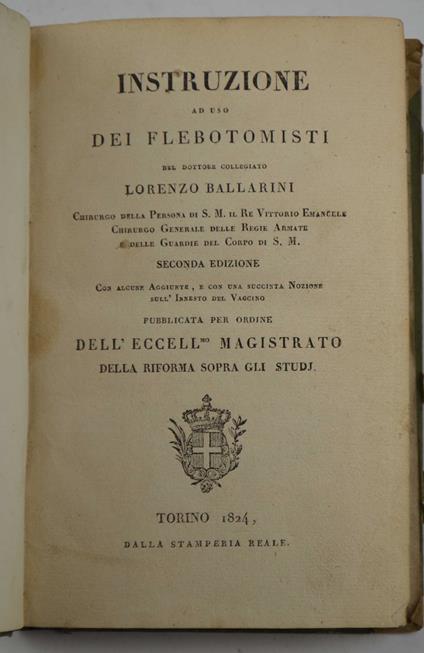 INSTRUZIONE
AD USO
DEI FLEBOTOMISTI
DEL DOTTORE COLLEGIATO
LORENZO BALLARINI
CHIRURGO DELLA PERSONA DI S. M. IL RE VITTORIO EMANUELE
CHIRURGO GENERALE DELLE REGIE ARMATE
E DELLE GUARDIE DEL CORPO DI S. M.
SECONDA EDIZIONE
CON ALCUNE AGGIUNTE, E CON UNA SUCCINTA NOZIONE
SULL' INNESTO DEL VACCINO
PUBBLICATA PER ORDINE
DELL' ECCELL.MO MAGISTRATO
DELLA RIFORMA SOPRA GLI STUDJ.
TORINO 1824,
DALLA STAMPERIA REALE.